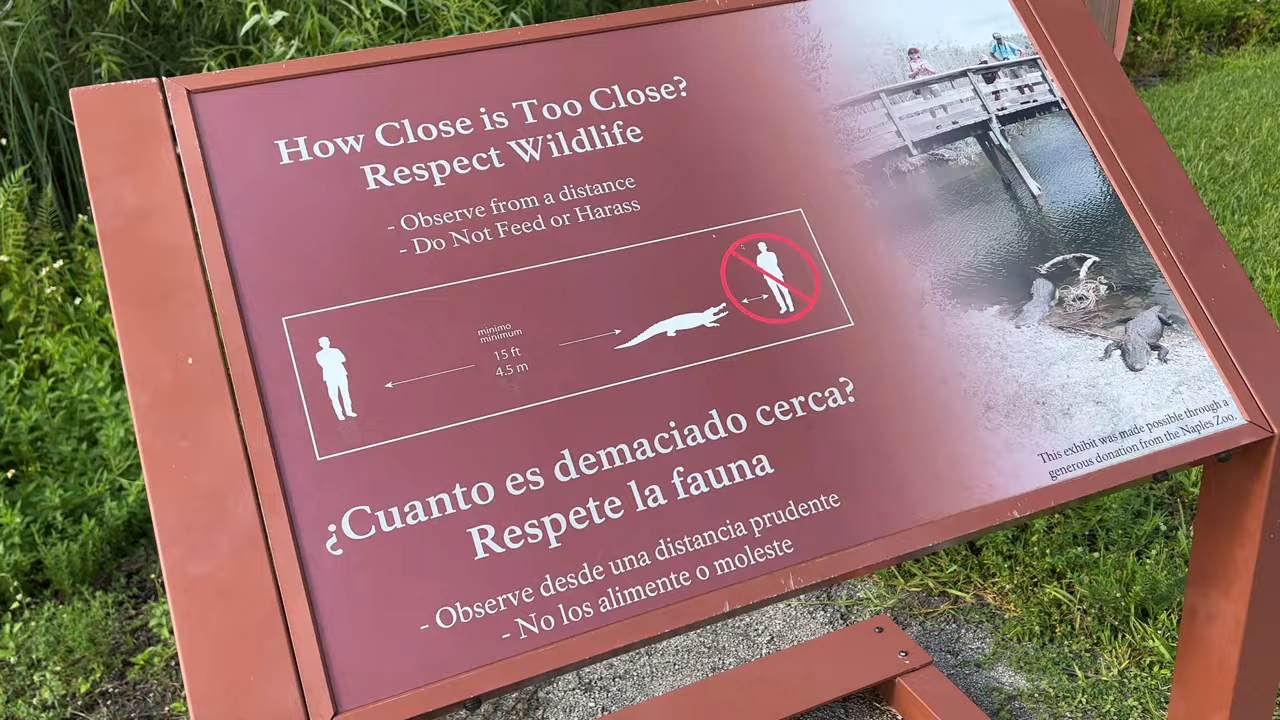 How Close is Too Close?
Respect Wildlife
- Observe from a distance
- Do Not Feed or Harass
mínimo
minimum
15 ft
4.5 m
¿Cuanto es demaciado cerca?
Respete la fauna
- Observe desde una distancia prudente
- No los alimente o moleste
This exhibit was made possible through a
generous donation from the Naples Zoo.